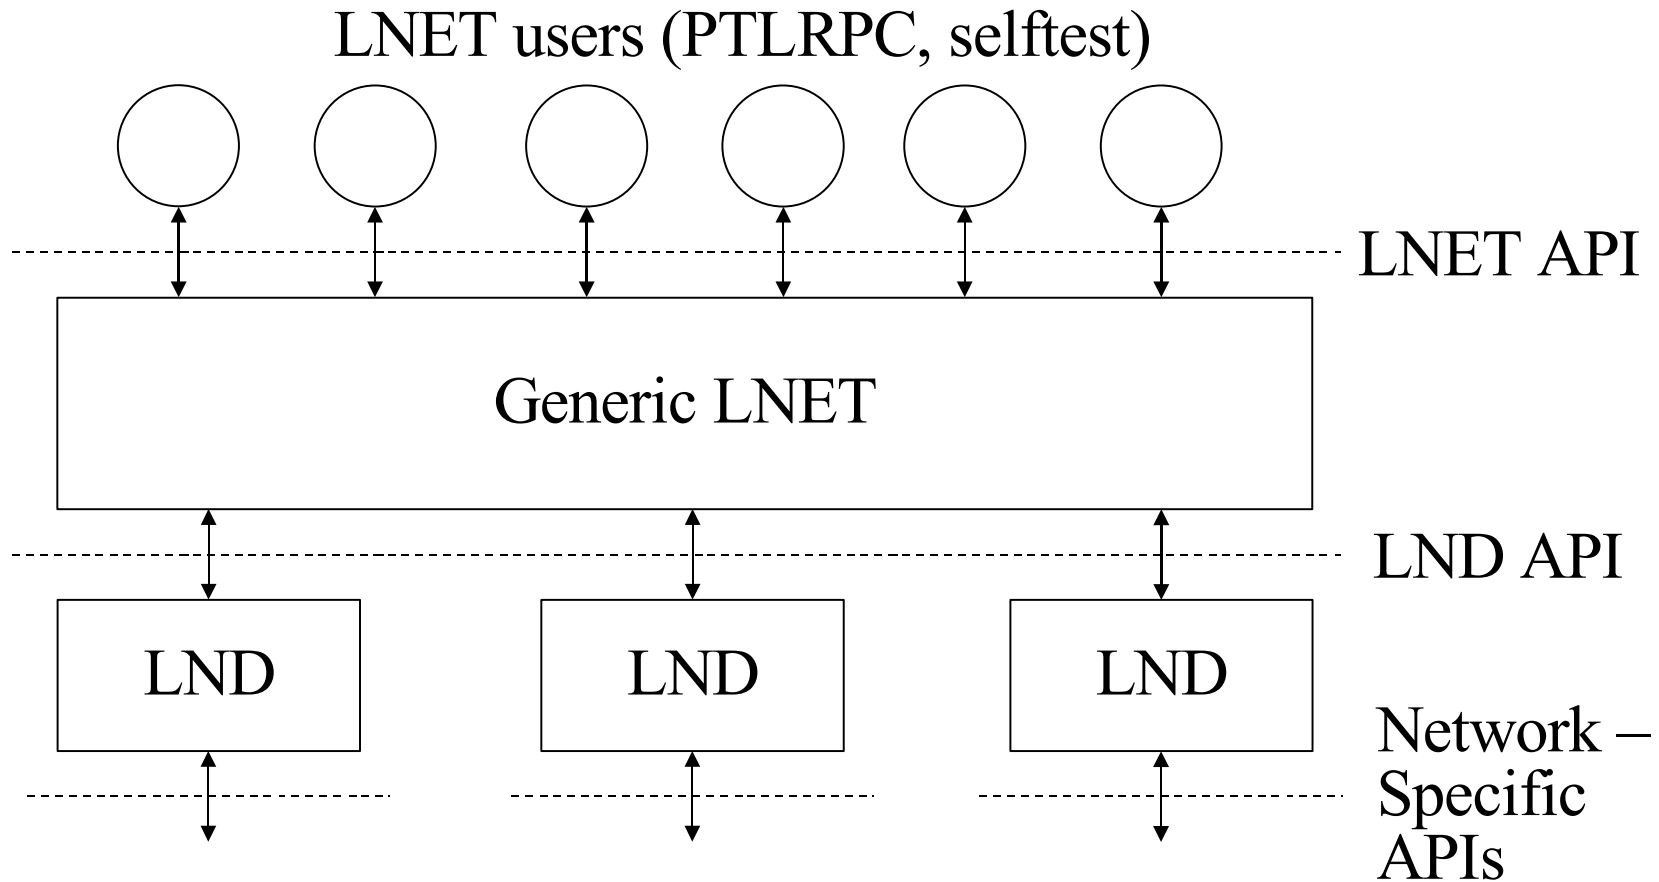 LNET users (PTLRPC, selftest)
LNET API
Generic LNET
LND API
LND
LND
LND
Network –
Specific
APIs